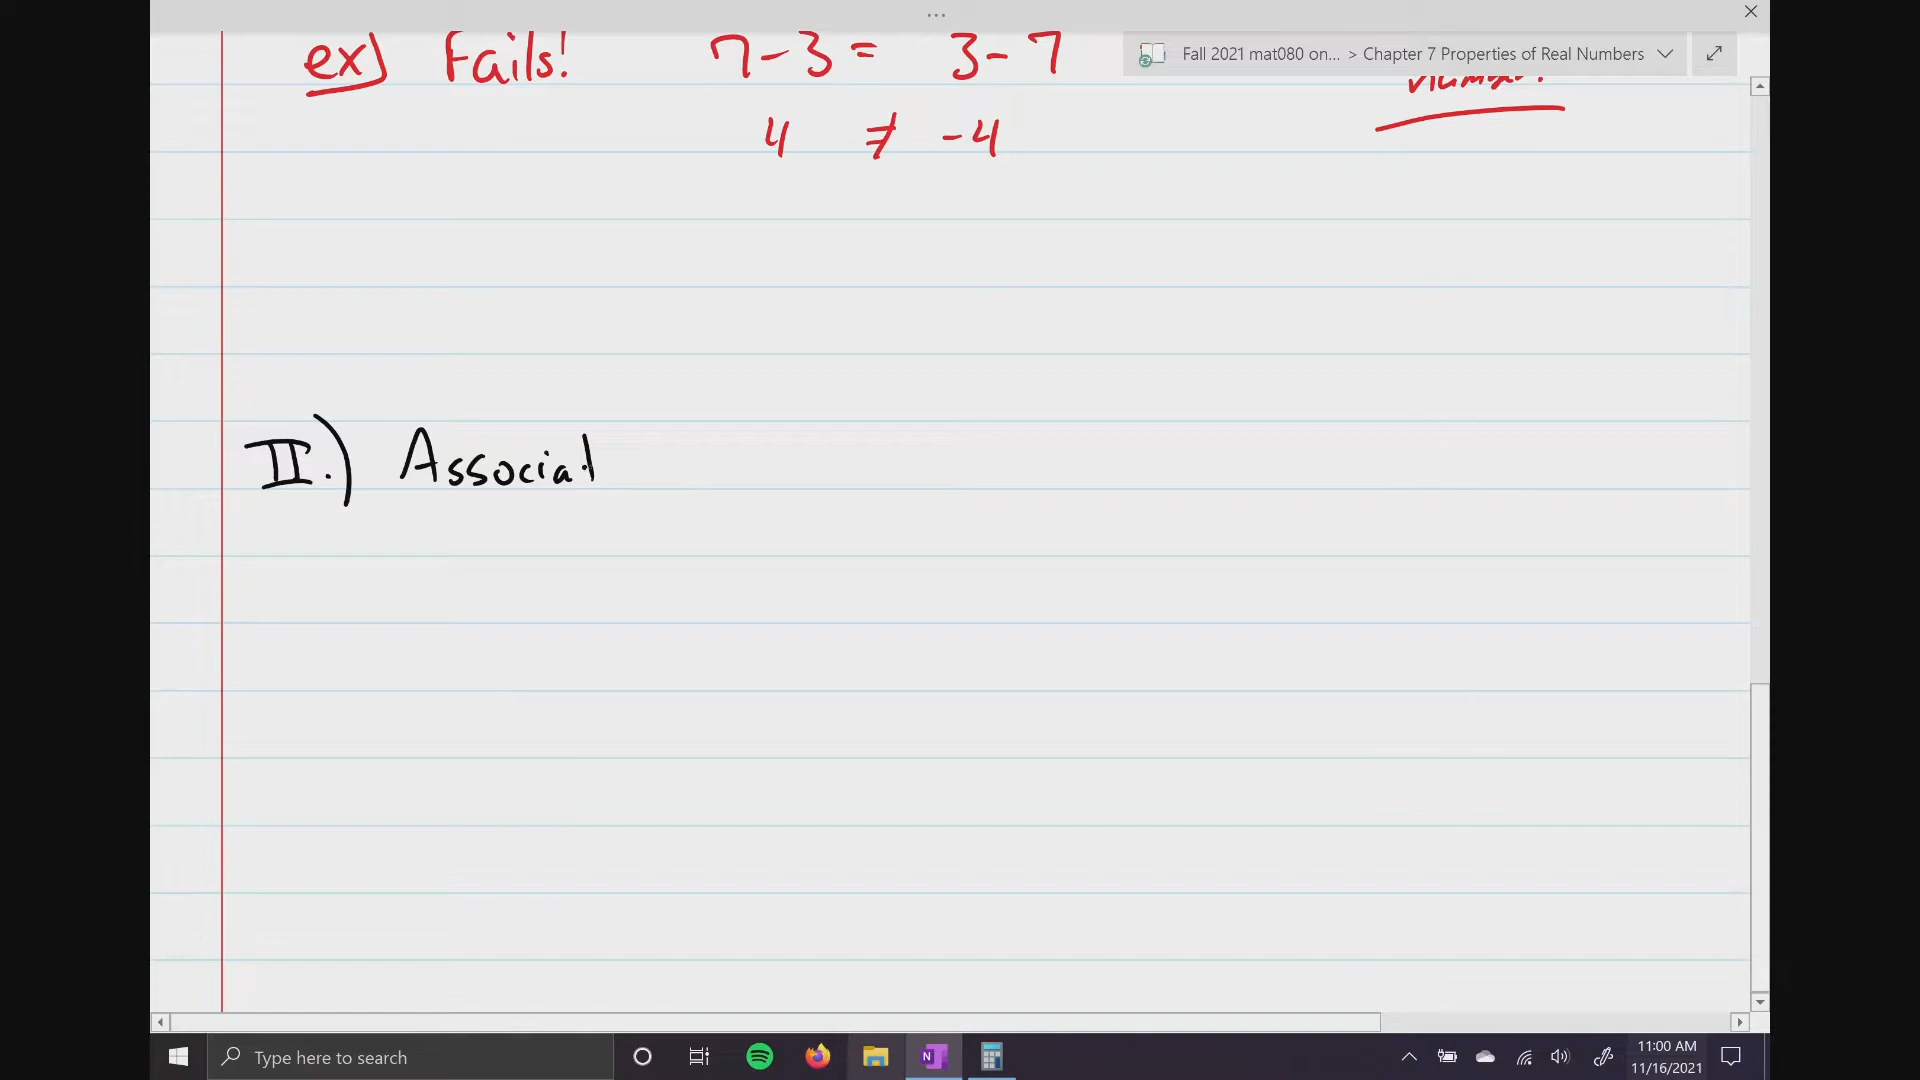 ...
ex) Fails! 7-3 = 3-7
Fall 2021 mat080 on... > Chapter 7 Properties of Real Numbers
4 ≠ -4
II.) Associat
Type here to search
11:00 AM
11/16/2021